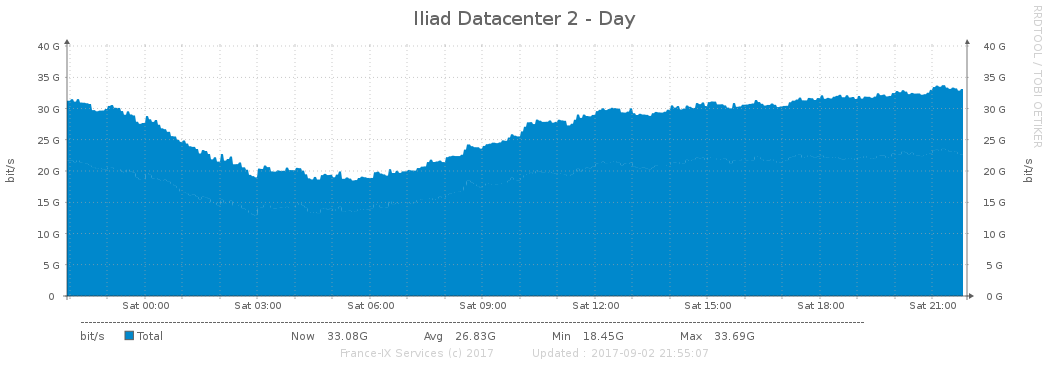 Iliad Datacenter 2 - Day
RRDTOOL / TOBI OETIKER
40 G 40 G
35 G 35 G
30 G 30 G
25 G 25 G
20 G 20 G
15 G 15 G
10 G 10 G
5 G 5 G
0 0 G
bit/s bit/s
Sat 00:00 Sat 03:00 Sat 06:00 Sat 09:00 Sat 12:00 Sat 15:00 Sat 18:00 Sat 21:00
bit/s Total Now 33.08G Avg 26.83G Min 18.45G Max 33.69G
France-IX Services (c) 2017 Updated : 2017-09-02 21:55:07